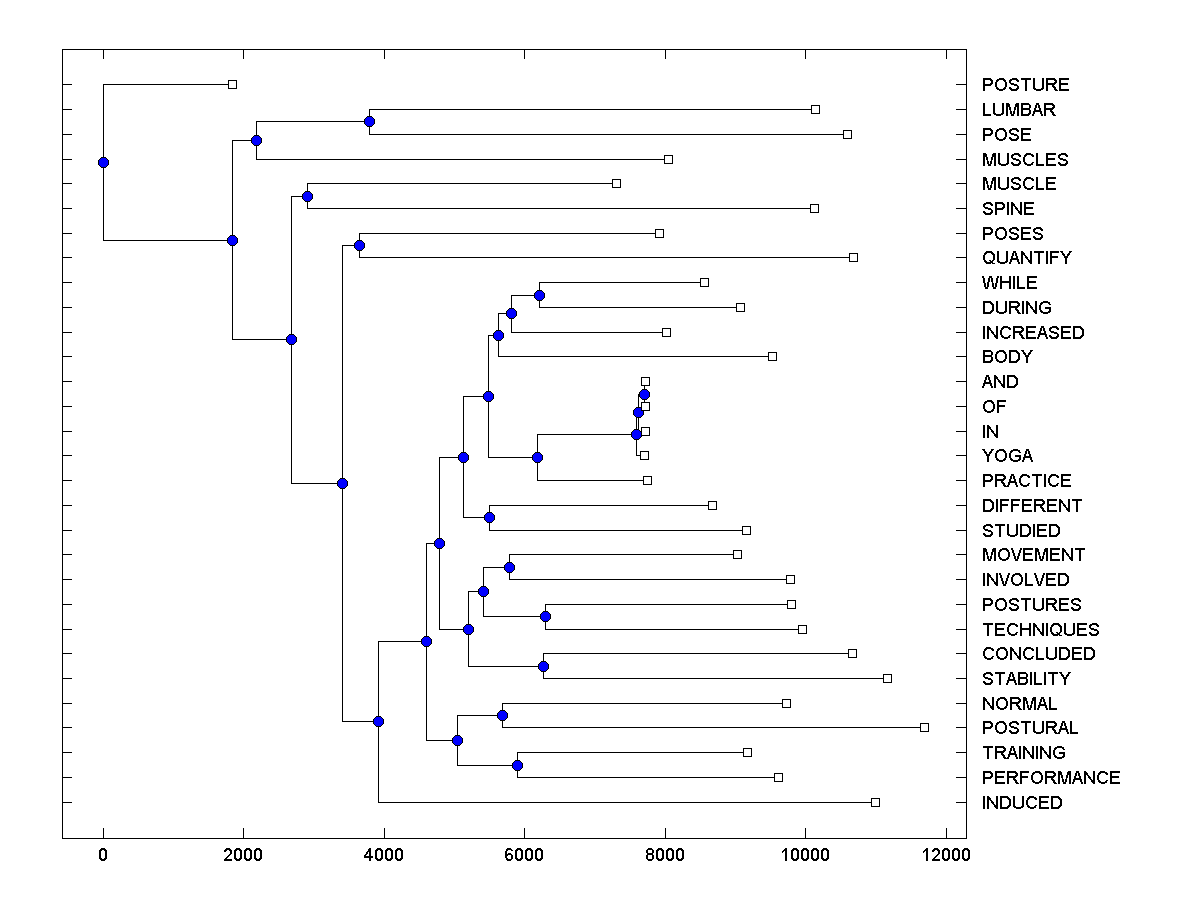 POSTURE
LUMBAR
POSE
MUSCLES
MUSCLE
SPINE
POSES
QUANTIFY
WHILE
DURING
INCREASED
BODY
AND
OF
IN
YOGA
PRACTICE
DIFFERENT
STUDIED
MOVEMENT
INVOLVED
POSTURES
TECHNIQUES
CONCLUDED
STABILITY
NORMAL
POSTURAL
TRAINING
PERFORMANCE
INDUCED
0 2000 4000 6000 8000 10000 12000